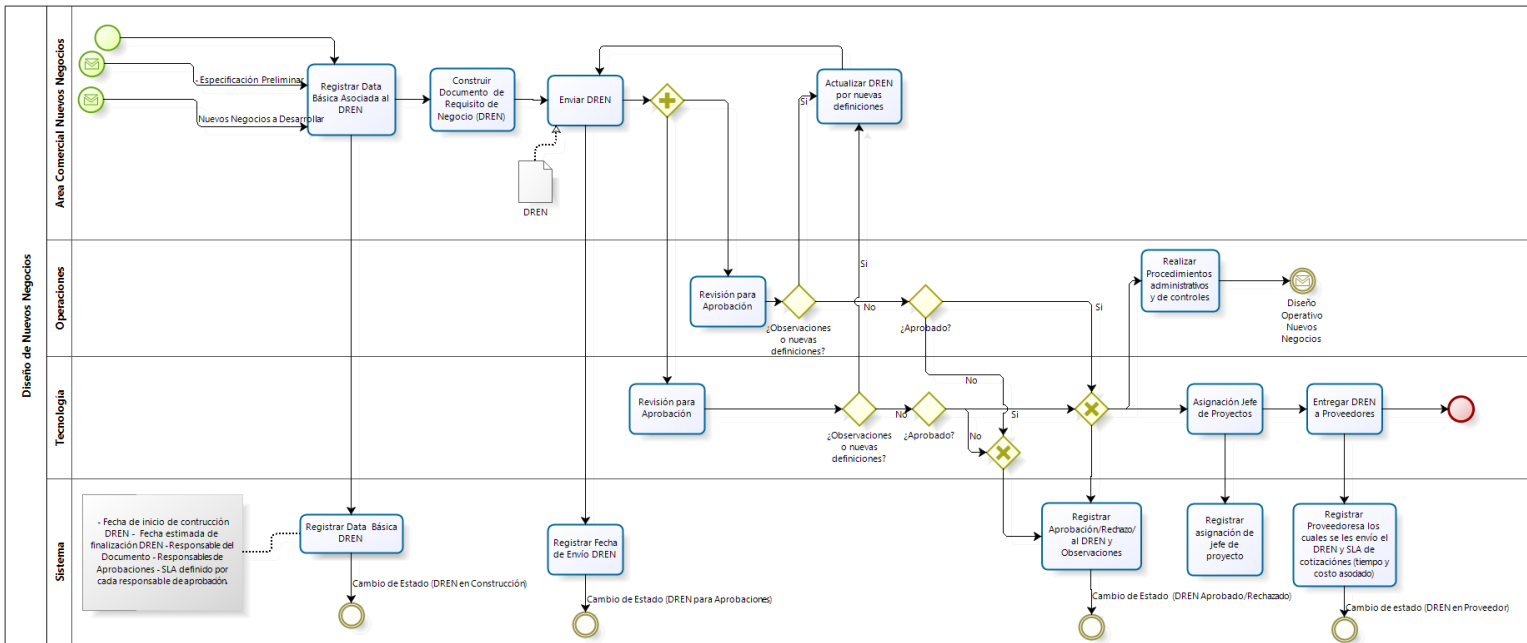 Diseño de Nuevos Negocios
Area Comercial Nuevos Negocios
- Especificación Preliminar
Nuevos Negocios a Desarrollar
Registrar Data
Básica Asociada al
DREN
Construir
Documento de
Requisito de
Negocio (DREN)
Enviar DREN
DREN
Actualizar DREN
por nuevas
definiciones
Si
Si
Operaciones
Revisión para
Aprobación
¿Observaciones
o nuevas
definiciones?
No
¿Aprobado?
Si
No
Realizar
Procedimientos
administrativos
y de controles
Diseño
Operativo
Nuevos
Negocios
Tecnología
Revisión para
Aprobación
¿Observaciones
o nuevas
definiciones?
No
¿Aprobado?
Si
No
Asignación Jefe
de Proyectos
Entregar DREN
a Proveedores
Sistema
- Fecha de inicio de contrucción
DREN - Fecha estimada de
finalización DREN -Responsable del
Documento - Responsables de
Aprobaciones - SLA definido por
cada responsable de aprobación.
Registrar Data Básica
DREN
Cambio de Estado (DREN en Construcción)
Registrar Fecha
de Envío DREN
Cambio de Estado (DREN para Aprobaciones)
Registrar
Aprobación/Rechazo/
al DREN y
Observaciones
Cambio de Estado (DREN Aprobado/Rechazado)
Registrar
asignación de
jefe de
proyecto
Registrar
Proveedoresa los
cuales se les envío el
DREN y SLA de
cotizaciónes (tiempo y
costo asociado)
Cambio de estado (DREN en Proveedor)